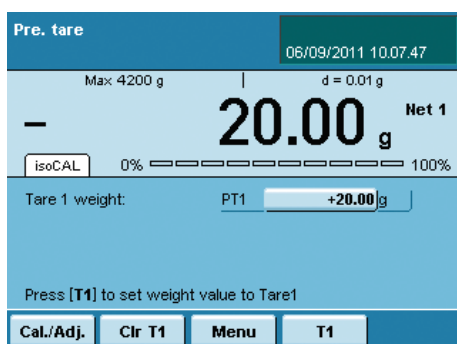 Pre. tare
06/09/2011 10.07.47
Max 4200 g d = 0.01 g
– 20.00 g Net 1
isoCAL 0% 100%
Tare 1 weight: PT1 +20.00 g
Press [T1] to set weight value to Tare1
Cal./Adj. Clr T1 Menu T1